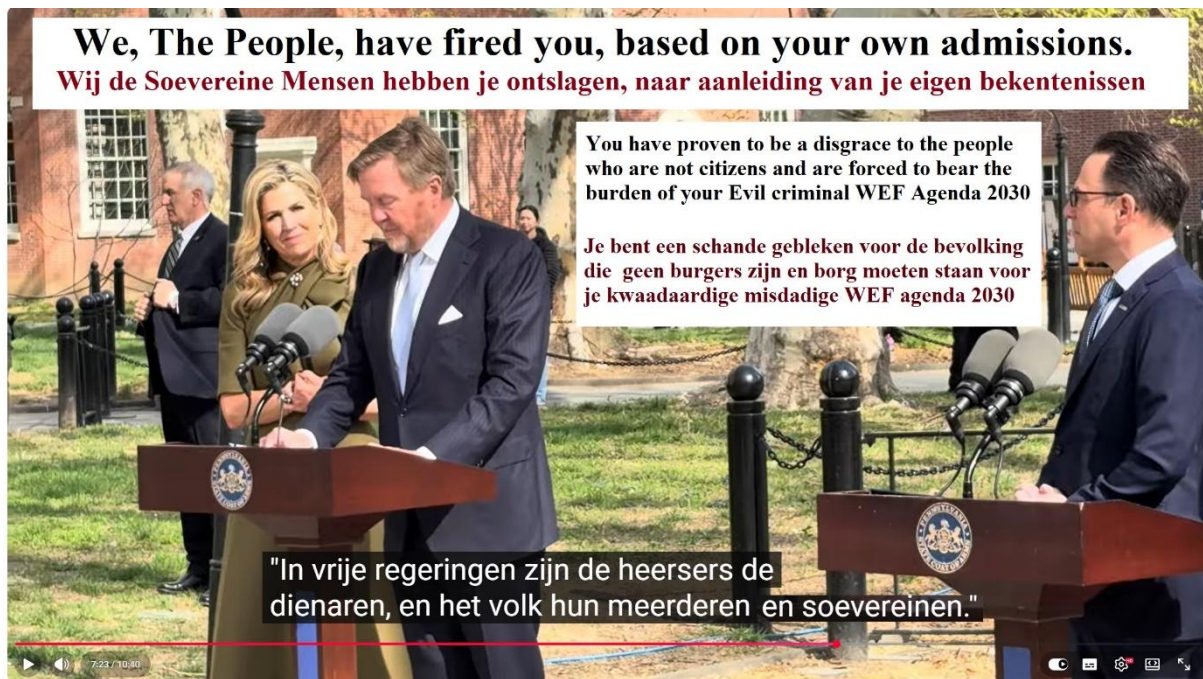 We, The People, have fired you, based on your own admissions.
Wij de Soevereine Mensen hebben je ontslagen, naar aanleiding van je eigen bekentenissen
You have proven to be a disgrace to the people
who are not citizens and are forced to bear the
burden of your Evil criminal WEF Agenda 2030
Je bent een schande gebleken voor de bevolking
die geen burgers zijn en borg moeten staan voor
je kwaadaardige misdadige WEF agenda 2030
"In vrije regeringen zijn de heersers de
dienaren, en het volk hun meerderen en soevereinen."
7:23 / 10:40